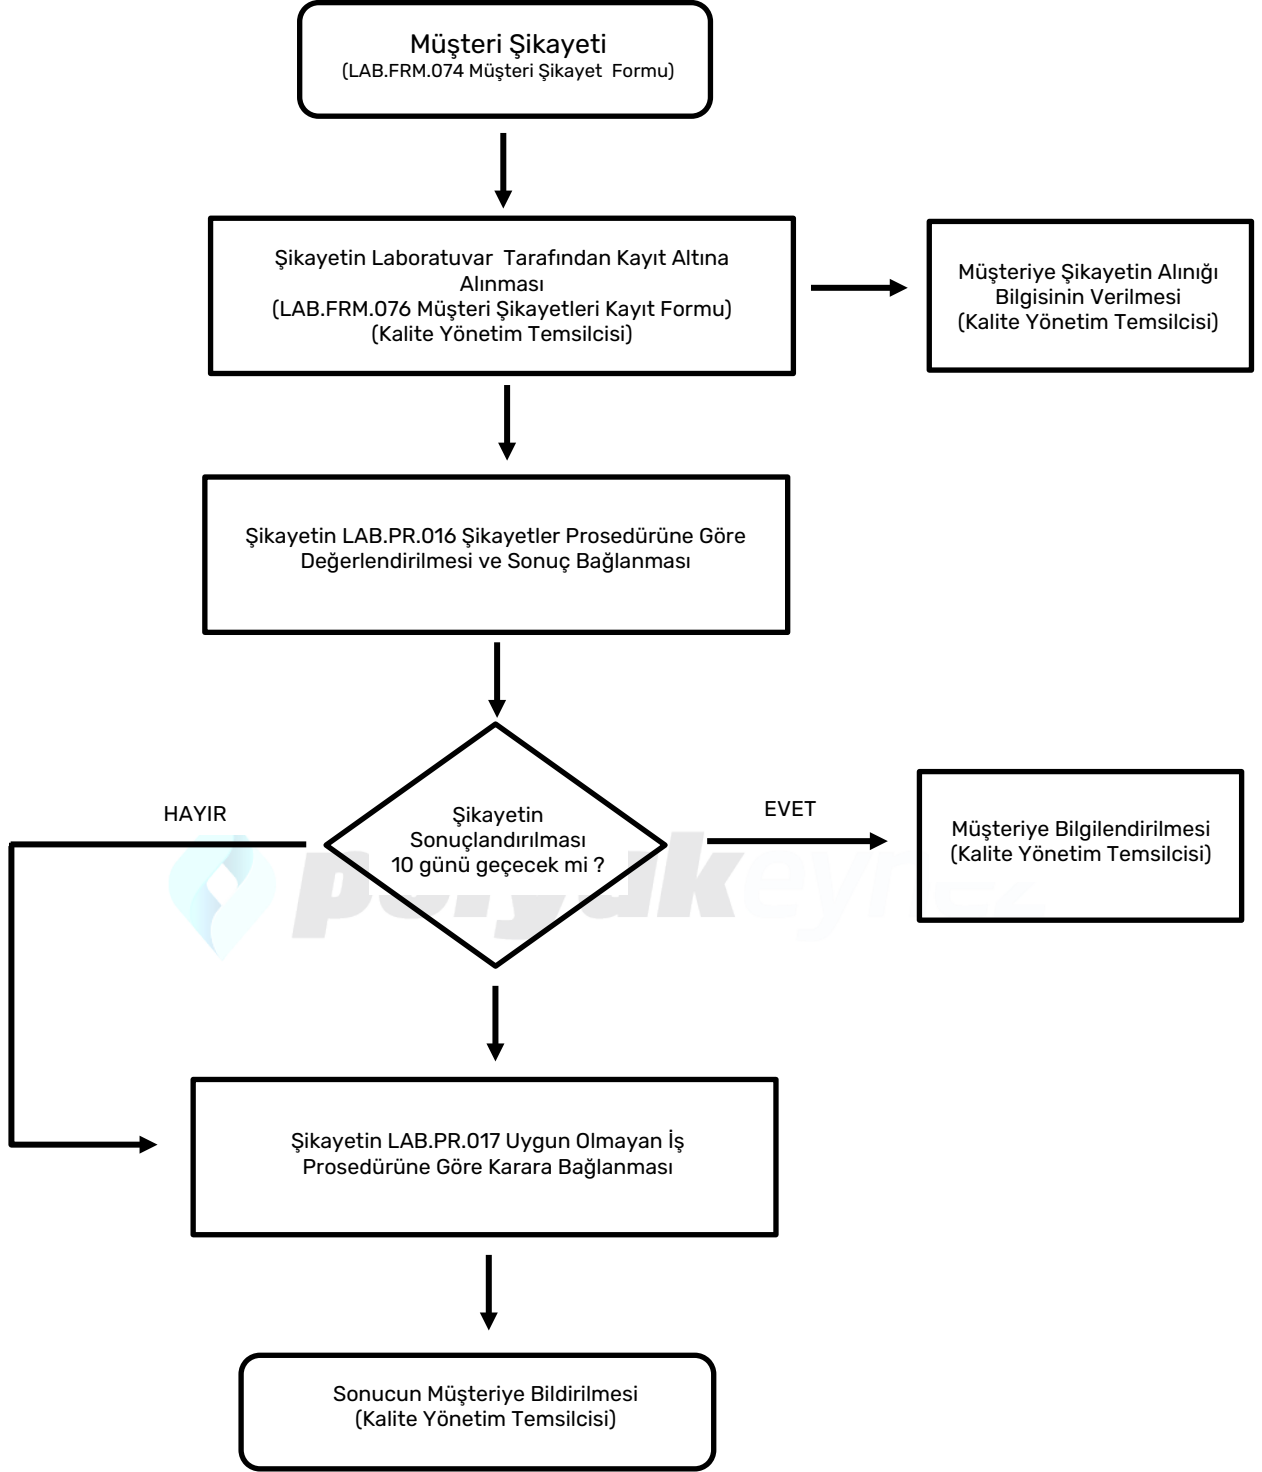 Müşteri Şikayeti
(LAB.FRM.074 Müşteri Şikayet Formu)
Şikayetin Laboratuvar Tarafından Kayıt Altına
Alınması
(LAB.FRM.076 Müşteri Şikayetleri Kayıt Formu)
(Kalite Yönetim Temsilcisi)
Müşteriye Şikayetin Alınığı
Bilgisinin Verilmesi
(Kalite Yönetim Temsilcisi)
Şikayetin LAB.PR.016 Şikayetler Prosedürüne Göre
Değerlendirilmesi ve Sonuç Bağlanması
HAYIR
Şikayetin
Sonuçlandırılması
10 günü geçecek mi ?
EVET
Müşteriye Bilgilendirilmesi
(Kalite Yönetim Temsilcisi)
Şikayetin LAB.PR.017 Uygun Olmayan İş
Prosedürüne Göre Karara Bağlanması
Sonucun Müşteriye Bildirilmesi
(Kalite Yönetim Temsilcisi)